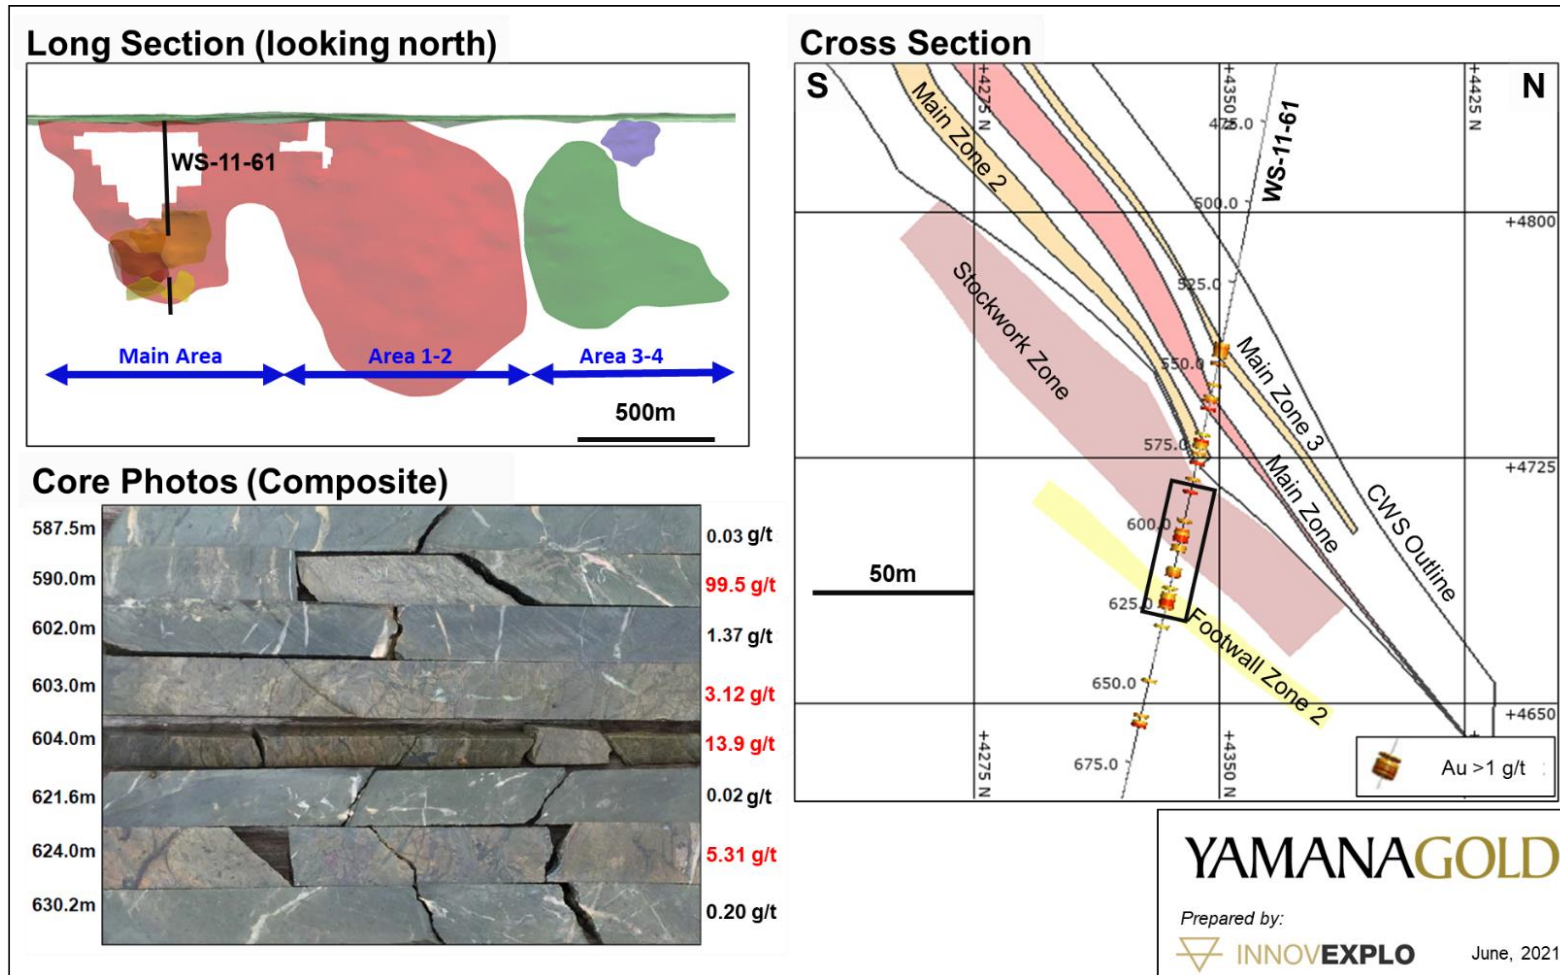 Long Section (looking north)
WS-11-61
Main Area
Area 1-2
Area 3-4
500m
Core Photos (Composite)
587.5m
0.03 g/t
590.0m
99.5 g/t
602.0m
1.37 g/t
603.0m
3.12 g/t
604.0m
13.9 g/t
621.6m
0.02 g/t
624.0m
5.31 g/t
630.2m
0.20 g/t
Cross Section
S
N
+4275 N
+4350 N
+4425 N
475.0
WS-11-61
Main Zone 2
500.0
+4800
525.0
Stockwork Zone
550.0
Main Zone 3
575.0
+4725
Main Zone
CWS Outline
600.0
50m
625.0
Footwall Zone 2
650.0
+4650
675.0
+4275 N
+4350 N
Au >1 g/t
YAMANAGOLD
Prepared by:
INNOVEXPLO
June, 2021